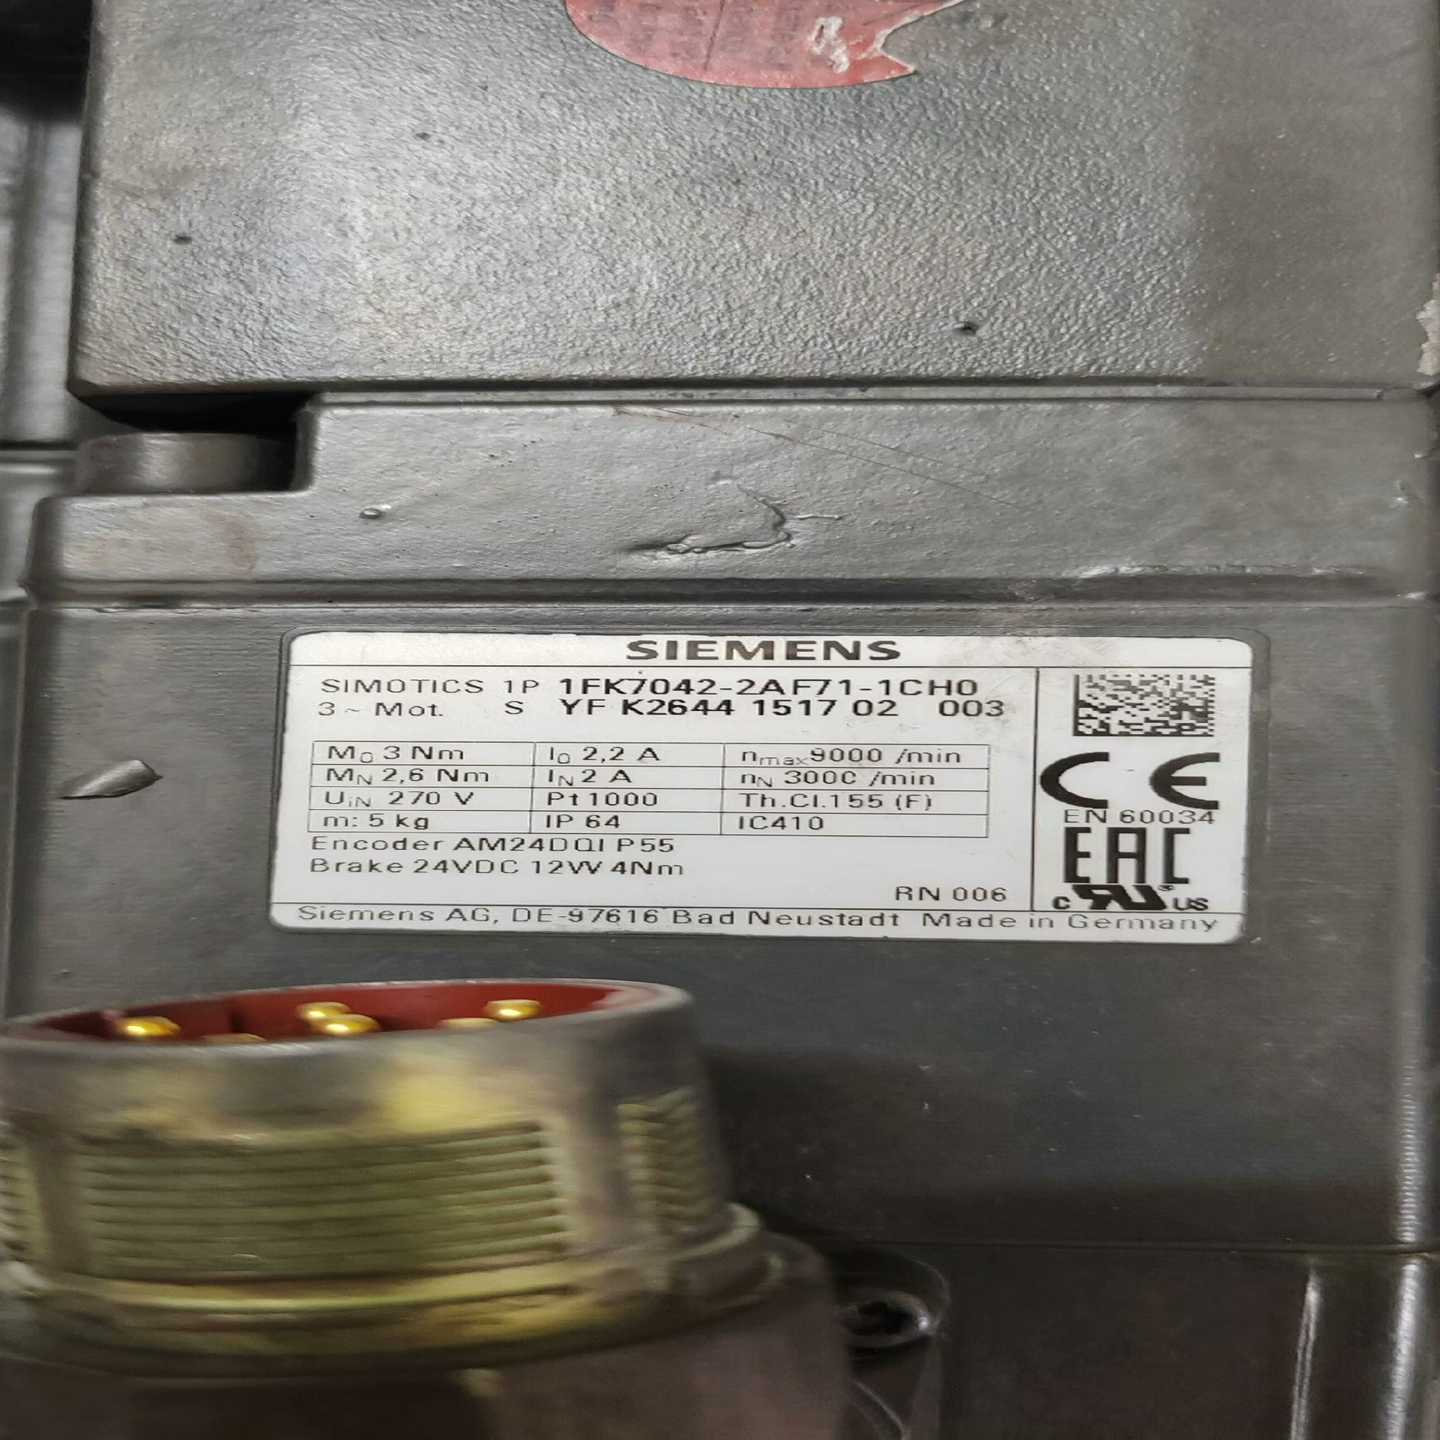 SIEMENS
SIMOTICS 1P 1FK7042-2AF71-1CH0
3 ~ Mot. S YF K2644 1517 02 003
M0 3 Nm I0 2,2 A nmax 9000 /min
MN 2,6 Nm IN 2 A nN 3000 /min
UiN 270 V Pt1000 Th.Cl.155 (F)
m: 5 kg IP 64 IC410
Encoder AM24DQI P55
Brake 24VDC 12W 4Nm
RN 006
CE
EN 60034
EAC
c RU US
Siemens AG, DE-97616 Bad Neustadt Made in Germany